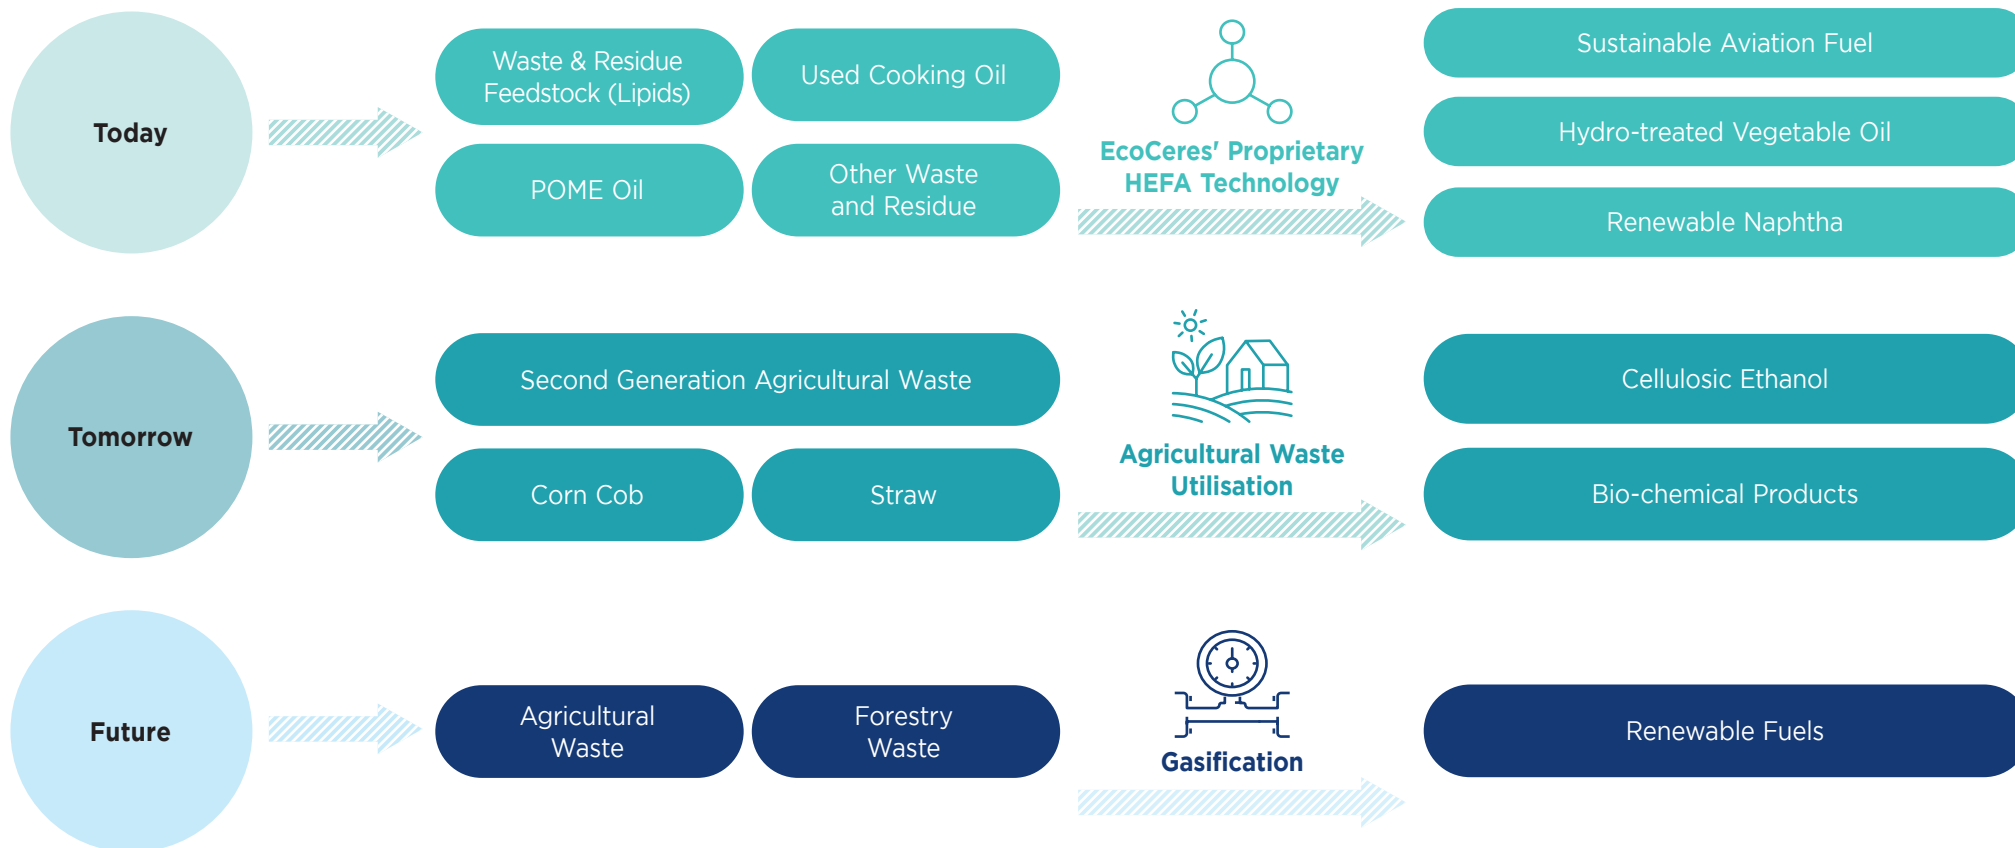 Today
Waste & Residue
Feedstock (Lipids)
Used Cooking Oil
POME Oil
Other Waste
and Residue
EcoCeres' Proprietary
HEFA Technology
Sustainable Aviation Fuel
Hydro-treated Vegetable Oil
Renewable Naphtha
Tomorrow
Second Generation Agricultural Waste
Corn Cob
Straw
Agricultural Waste
Utilisation
Cellulosic Ethanol
Bio-chemical Products
Future
Agricultural
Waste
Forestry
Waste
Gasification
Renewable Fuels